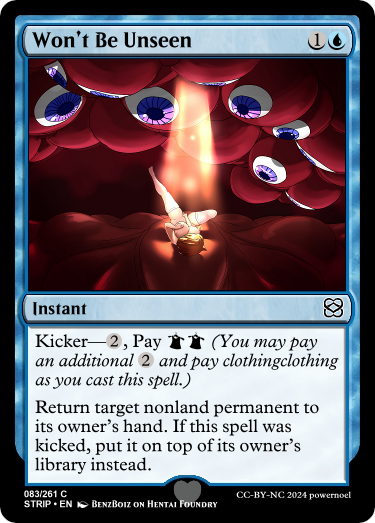 Won't Be Unseen 1
Instant
Kicker—2, Pay (You may pay
an additional 2 and pay clothingclothing
as you cast this spell.)
Return target nonland permanent to
its owner's hand. If this spell was
kicked, put it on top of its owner's
library instead.
083/261 C
STRIP • EN BenzBoiz on Hentai Foundry
CC-BY-NC 2024 powernoel